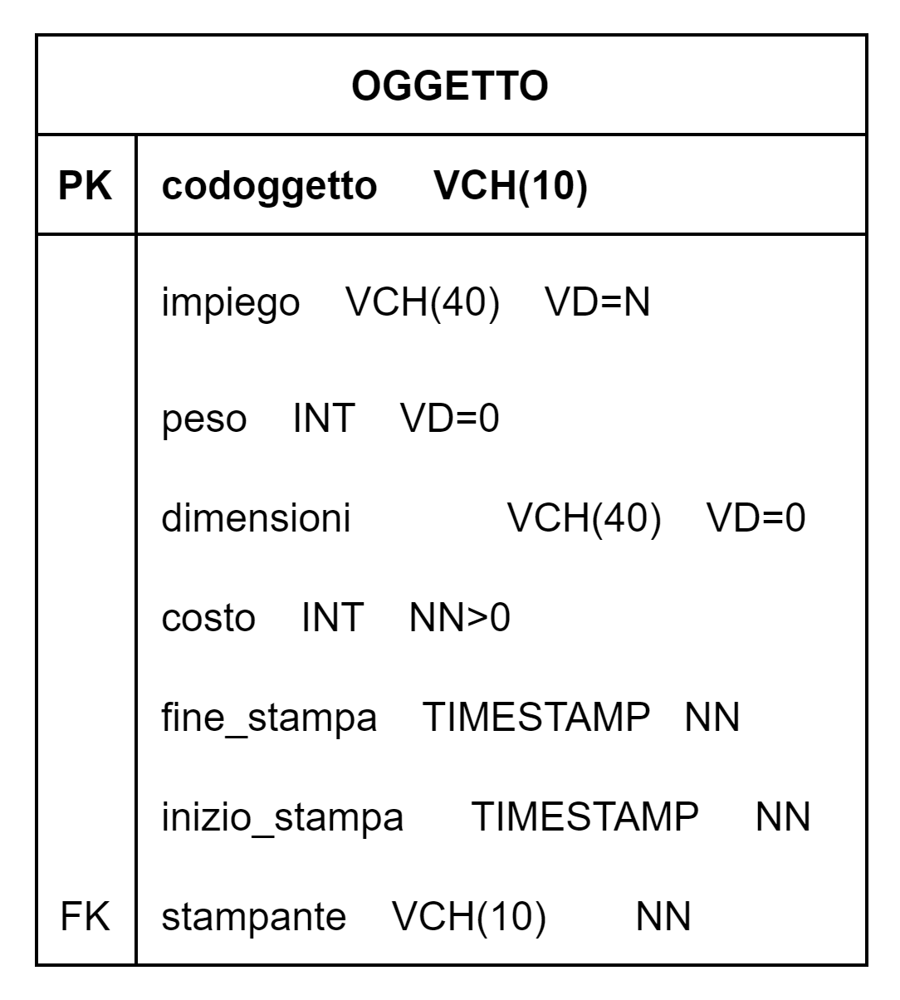 OGGETTO
PK codoggetto VCH(10)
impiego VCH(40) VD=N
peso INT VD=0
dimensioni VCH(40) VD=0
costo INT NN>0
fine_stampa TIMESTAMP NN
inizio_stampa TIMESTAMP NN
FK stampante VCH(10) NN